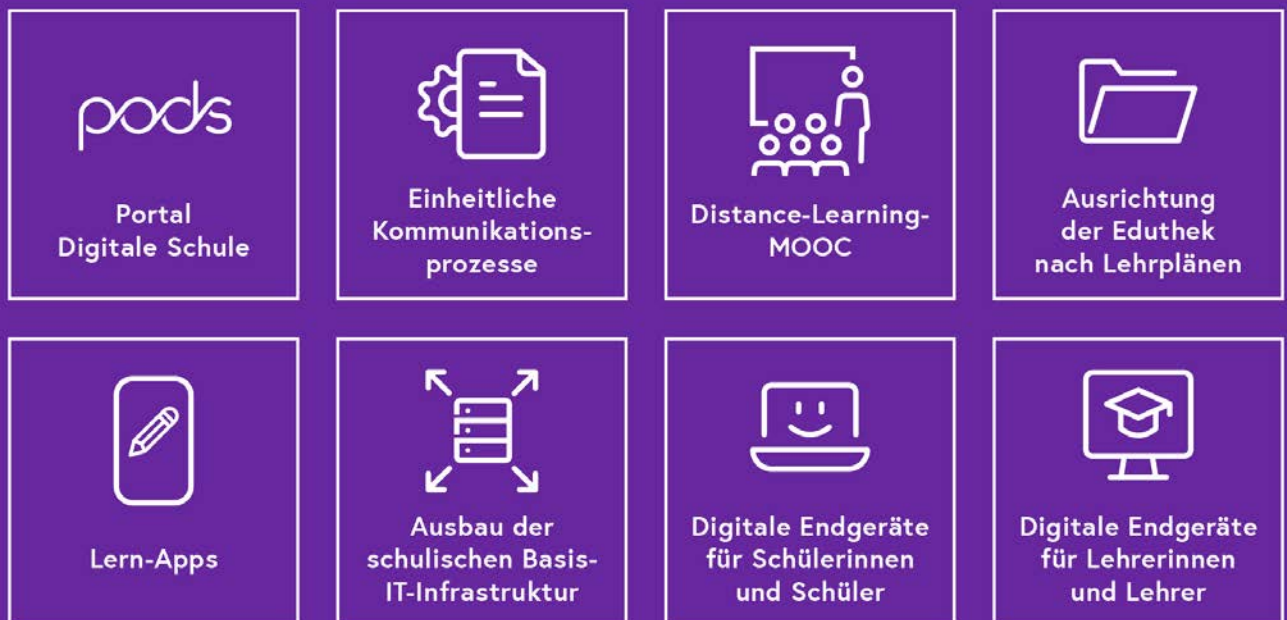 pods
Portal
Digitale Schule
Einheitliche
Kommunikations-
prozesse
Distance-Learning-
MOOC
Ausrichtung
der Eduthek
nach Lehrplänen
Lern-Apps
Ausbau der
schulischen Basis-
IT-Infrastruktur
Digitale Endgeräte
für Schülerinnen
und Schüler
Digitale Endgeräte
für Lehrerinnen
und Lehrer